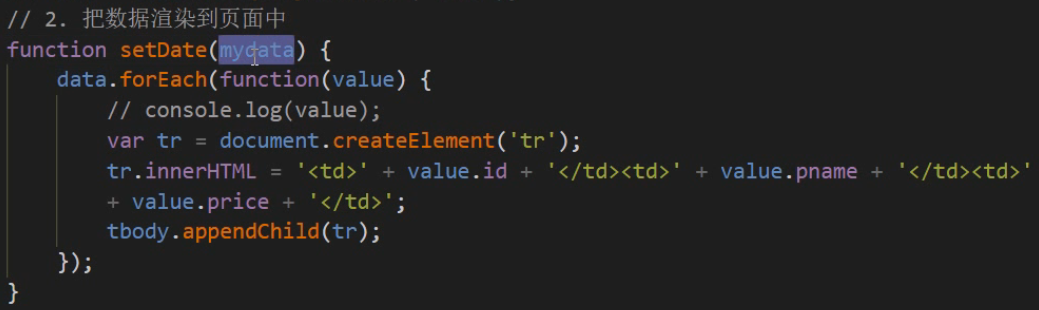 // 2. 把数据渲染到页面中
function setDate(mydata) {
data.forEach(function(value) {
// console.log(value);
var tr = document.createElement('tr');
tr.innerHTML = '<td>' + value.id + '</td><td>' + value.pname + '</td><td>'
+ value.price + '</td>';
tbody.appendChild(tr);
});
}